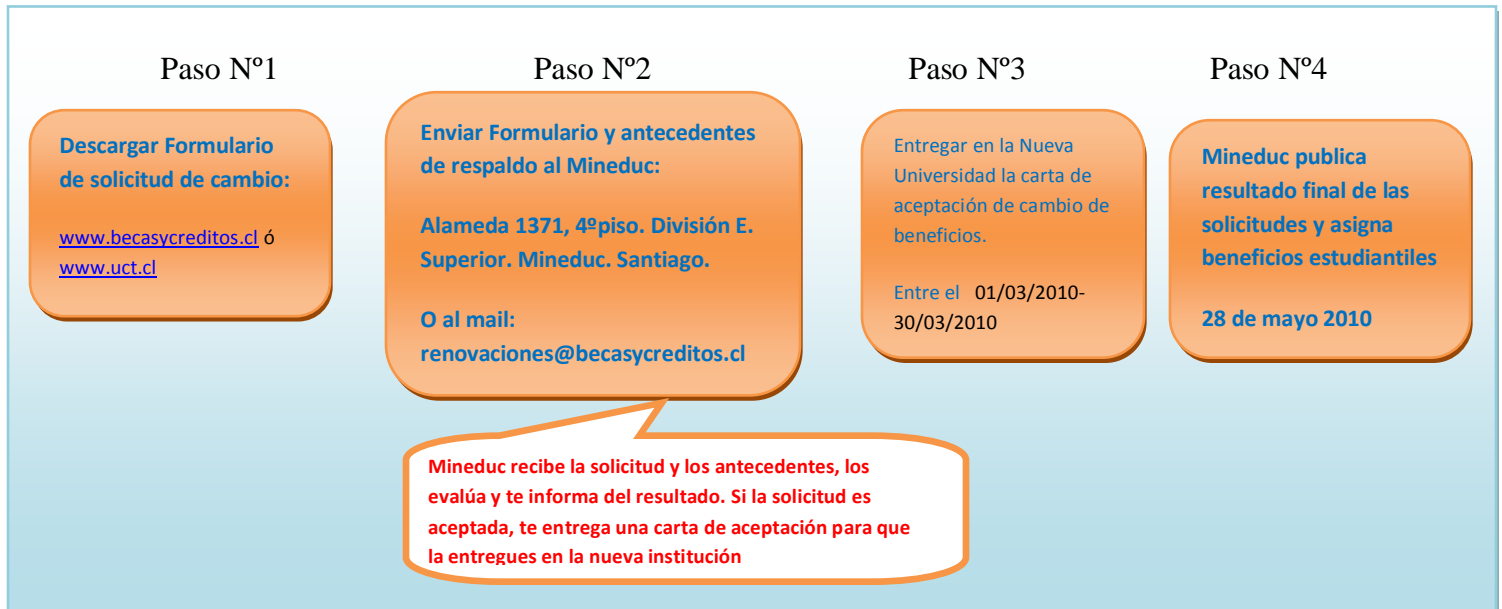 Paso Nº1
Descargar Formulario
de solicitud de cambio:
www.becasycreditos.cl ó
www.uct.cl
Paso Nº2
Enviar Formulario y antecedentes
de respaldo al Mineduc:
Alameda 1371, 4ºpiso. División E.
Superior. Mineduc. Santiago.
O al mail:
renovaciones@becasycreditos.cl
Mineduc recibe la solicitud y los antecedentes, los
evalúa y te informa del resultado. Si la solicitud es
aceptada, te entrega una carta de aceptación para que
la entregues en la nueva institución
Paso Nº3
Entregar en la Nueva
Universidad la carta de
aceptación de cambio de
beneficios.
Entre el 01/03/2010-
30/03/2010
Paso Nº4
Mineduc publica
resultado final de las
solicitudes y asigna
beneficios estudiantiles
28 de mayo 2010